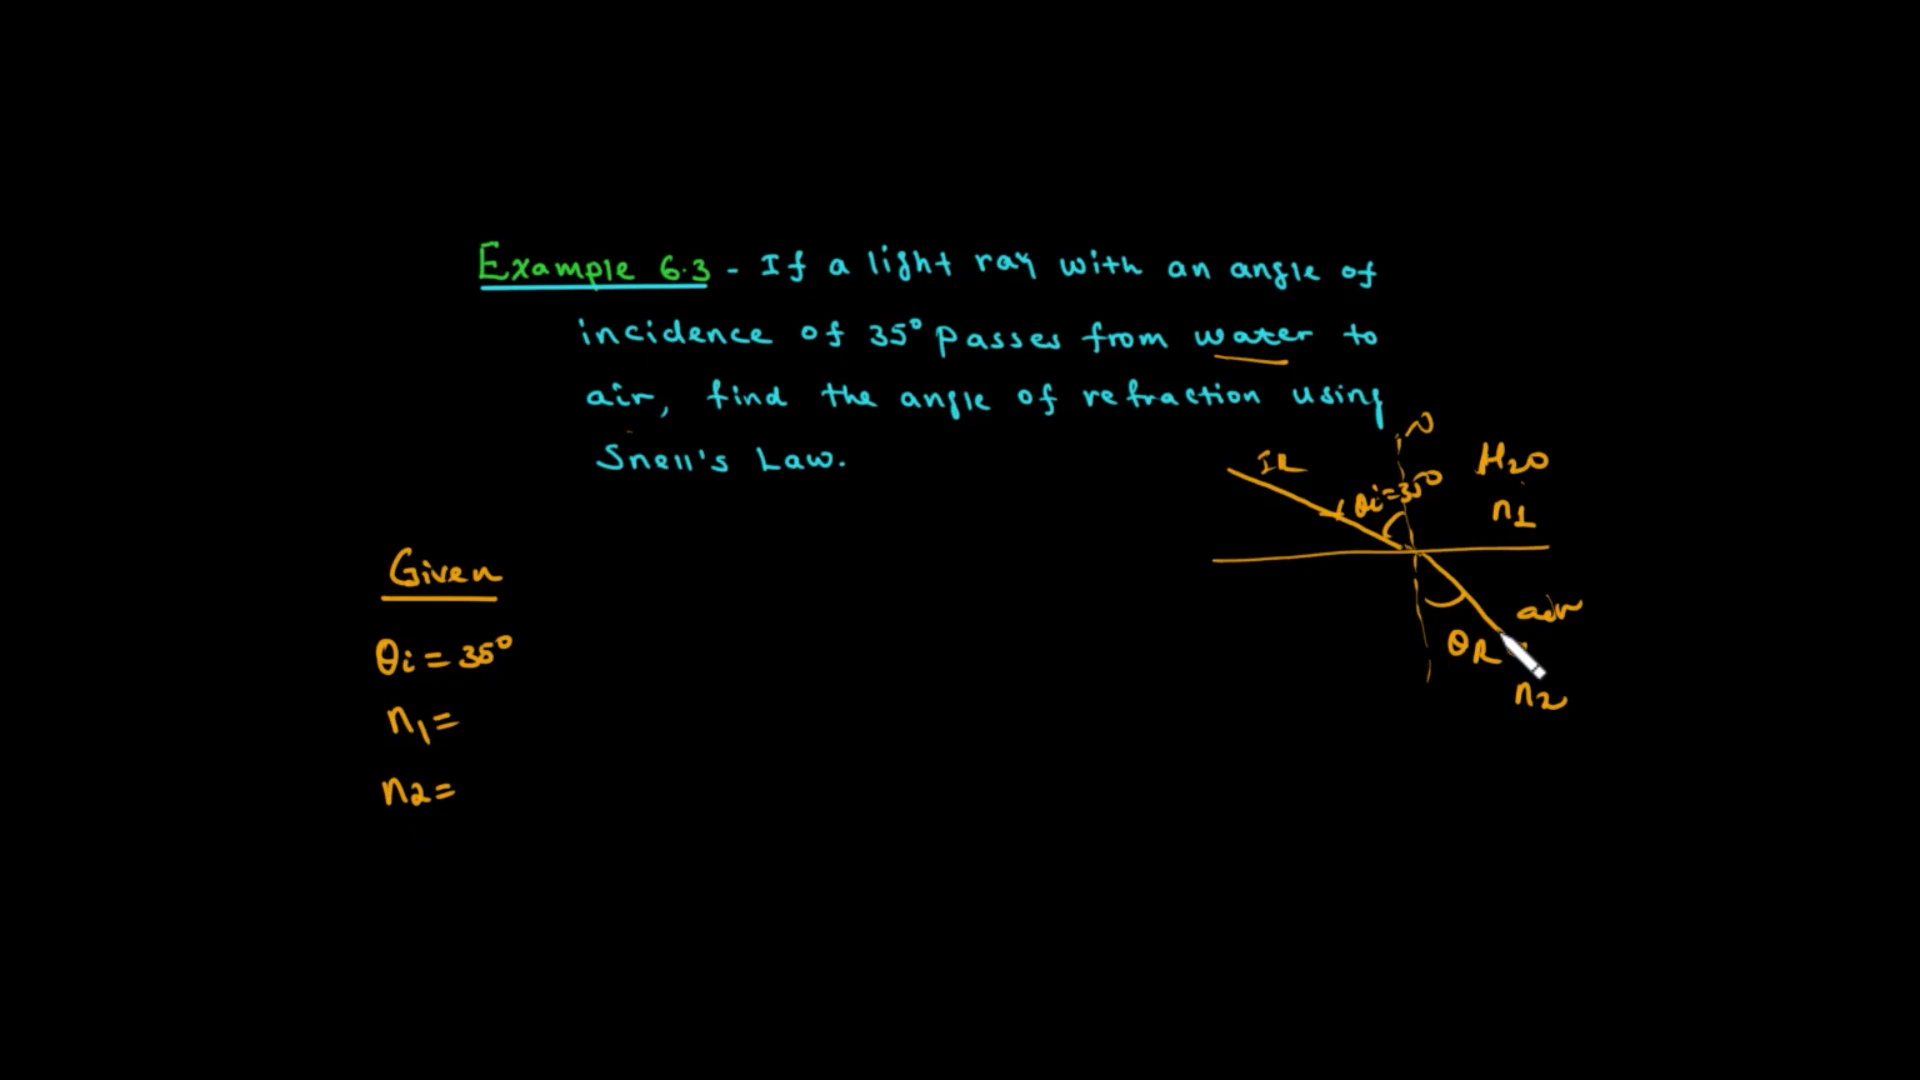 Example 6.3 - If a light ray with an angle of
incidence of 35° passes from water to
air, find the angle of refraction using
Snell's Law.
N
IR
H2O
θi=35°
n1
Given
air
θi = 35°
θR
n2
n1=
n2=